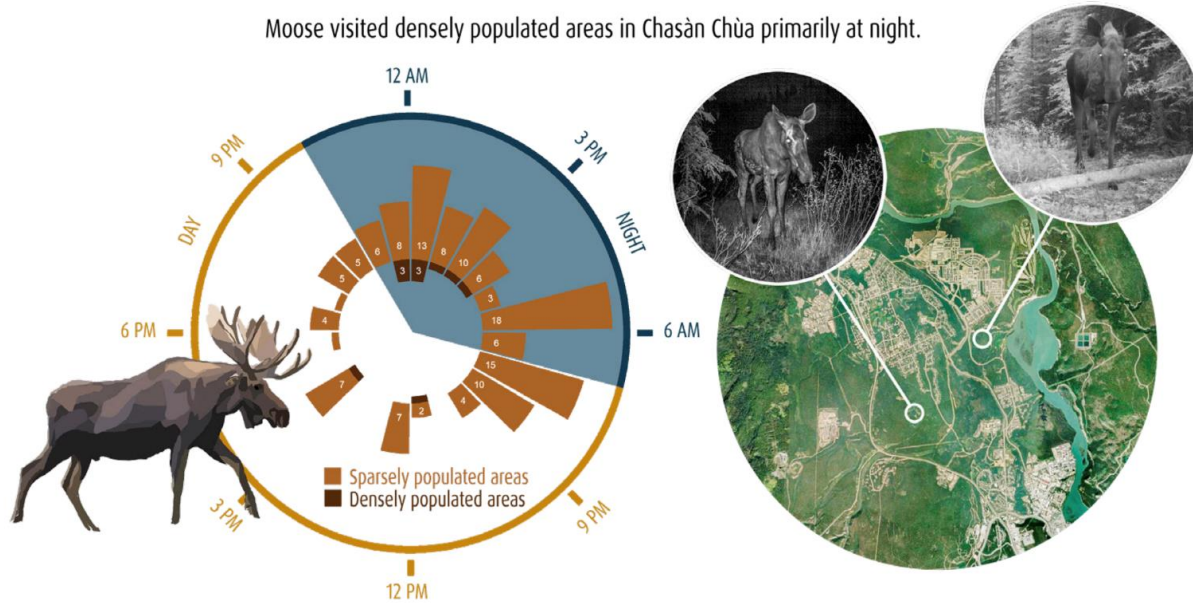 Moose visited densely populated areas in Chasàn Chùa primarily at night.
12 AM
3 PM
NIGHT
6 AM
9 PM
12 PM
3 PM
6 PM
DAY
9 PM
6
8
13
8
10
6
3
18
6
15
10
4
2
7
7
4
5
5
3
3
Sparsely populated areas
Densely populated areas